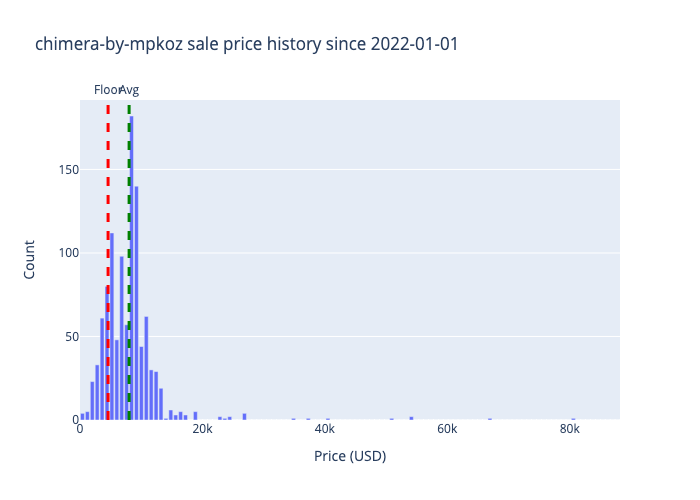 chimera-by-mpkoz sale price history since 2022-01-01
Floor
Avg
150
100
50
0
0
20k
40k
60k
80k
Count
Price (USD)